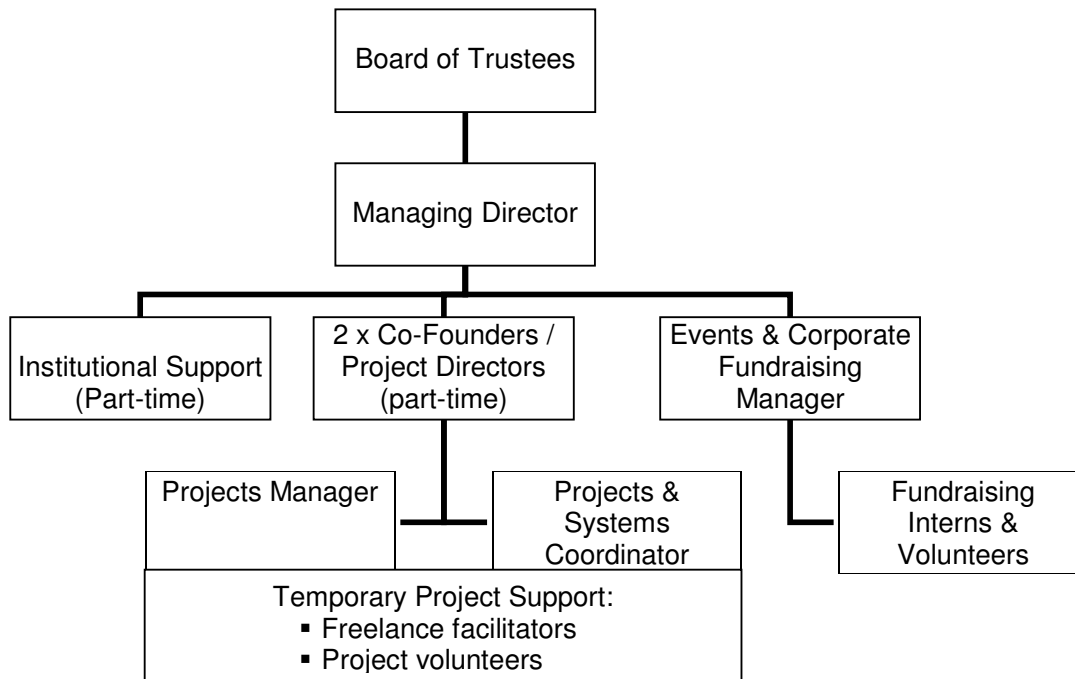 Board of Trustees
Managing Director
Institutional Support
(Part-time)
2 x Co-Founders /
Project Directors
(part-time)
Events & Corporate
Fundraising
Manager
Projects Manager
Projects &
Systems
Coordinator
Fundraising
Interns &
Volunteers
Temporary Project Support:
▪ Freelance facilitators
▪ Project volunteers